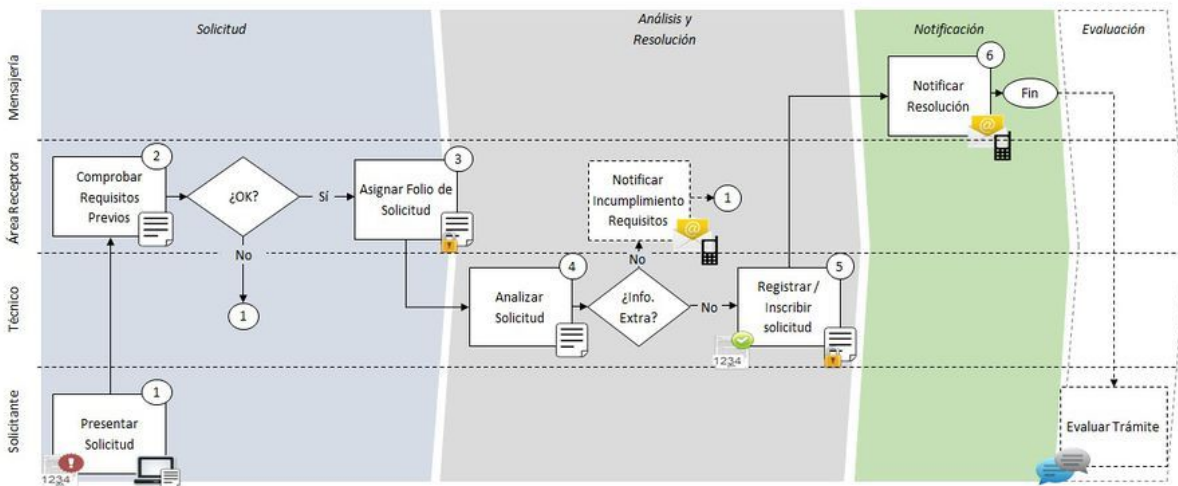 Solicitud
Análisis y
Resolución
Notificación
Evaluación
Mensajería
6
Notificar
Resolución
Fin
@
Área Receptora
2
Comprobar
Requisitos
Previos
¿OK?
Sí
No
1
3
Asignar Folio de
Solicitud
Notificar
Incumplimiento
Requisitos
1
@
Técnico
4
Analizar
Solicitud
¿Info.
Extra?
No
No
5
Registrar /
Inscribir
solicitud
1234
Solicitante
1
Presentar
Solicitud
1234
Evaluar Trámite